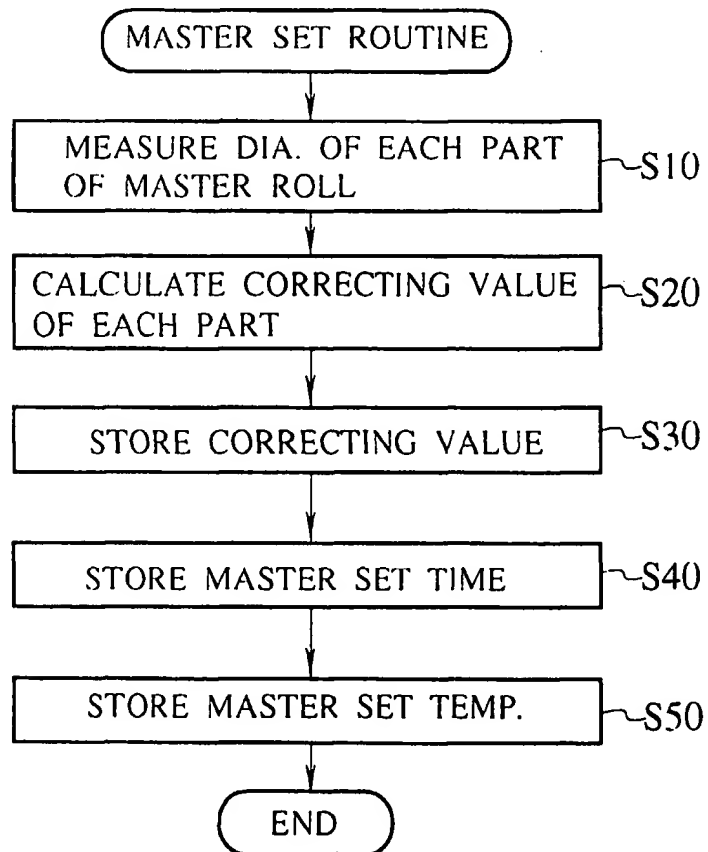 MASTER SET ROUTINE
MEASURE DIA. OF EACH PART
OF MASTER ROLL
S10
CALCULATE CORRECTING VALUE
OF EACH PART
S20
STORE CORRECTING VALUE
S30
STORE MASTER SET TIME
S40
STORE MASTER SET TEMP.
S50
END